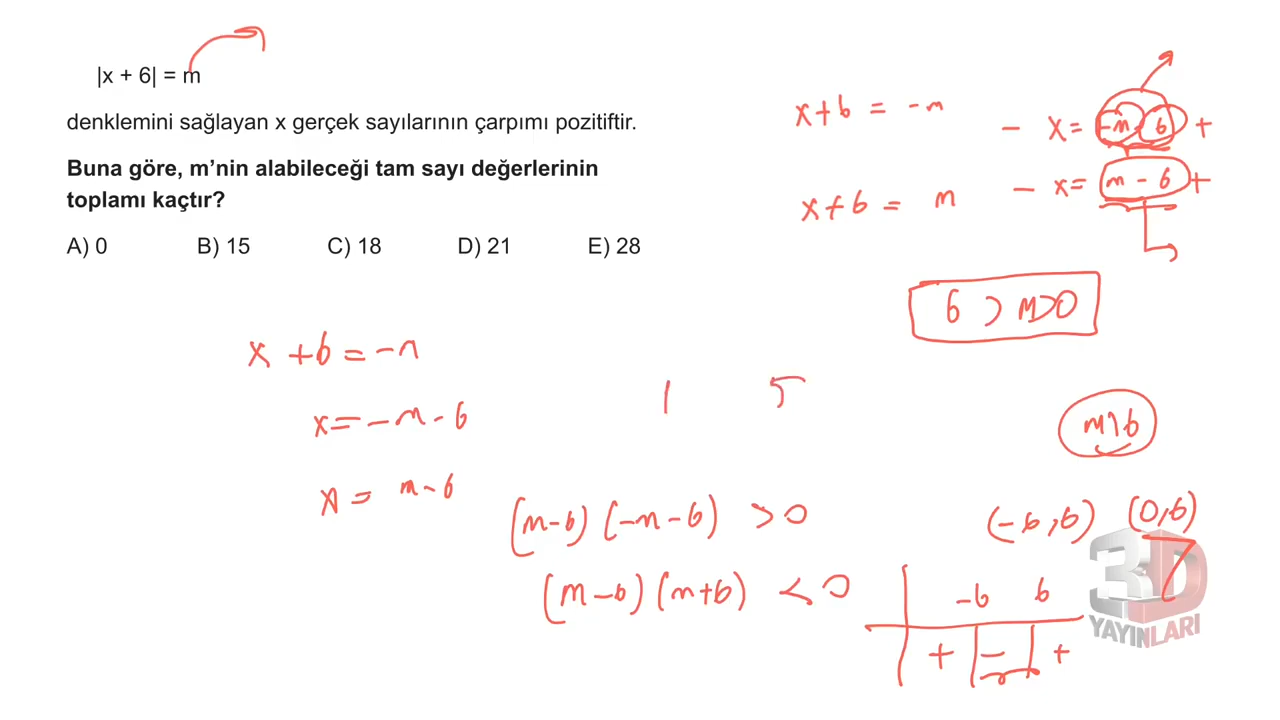 |x + 6| = m
denklemini sağlayan x gerçek sayılarının çarpımı pozitiftir.
Buna göre, m’nin alabileceği tam sayı değerlerinin
toplamı kaçtır?
A) 0 B) 15 C) 18 D) 21 E) 28
x+6 = -m
- x = -m - 6 +
x+6 = m
- x = m - 6 +
6 > m>0
x +6 = -m
x = -m - 6
x = m - 6
1 5
m>6
(m-6) (-m-6) >0
(-6,6) (0,6)
(m-6) (m+6) <0
-6 6
+ - +
3D
YAYINLARI